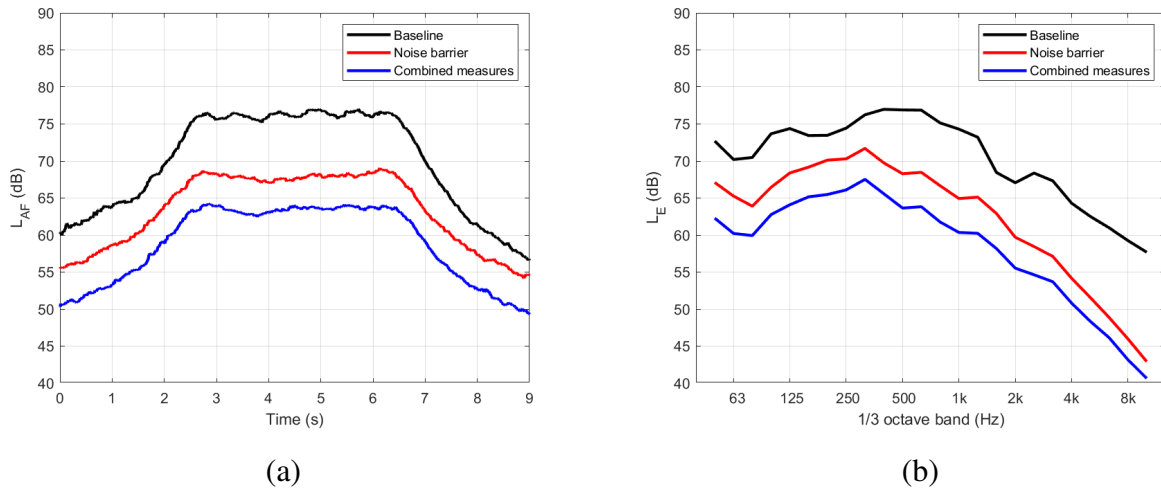 90
85
80
75
70
65
60
55
50
45
40
L_AF (dB)
0 1 2 3 4 5 6 7 8 9
Time (s)
Baseline
Noise barrier
Combined measures
(a)
90
85
80
75
70
65
60
55
50
45
40
L_E (dB)
63 125 250 500 1k 2k 4k 8k
1/3 octave band (Hz)
Baseline
Noise barrier
Combined measures
(b)